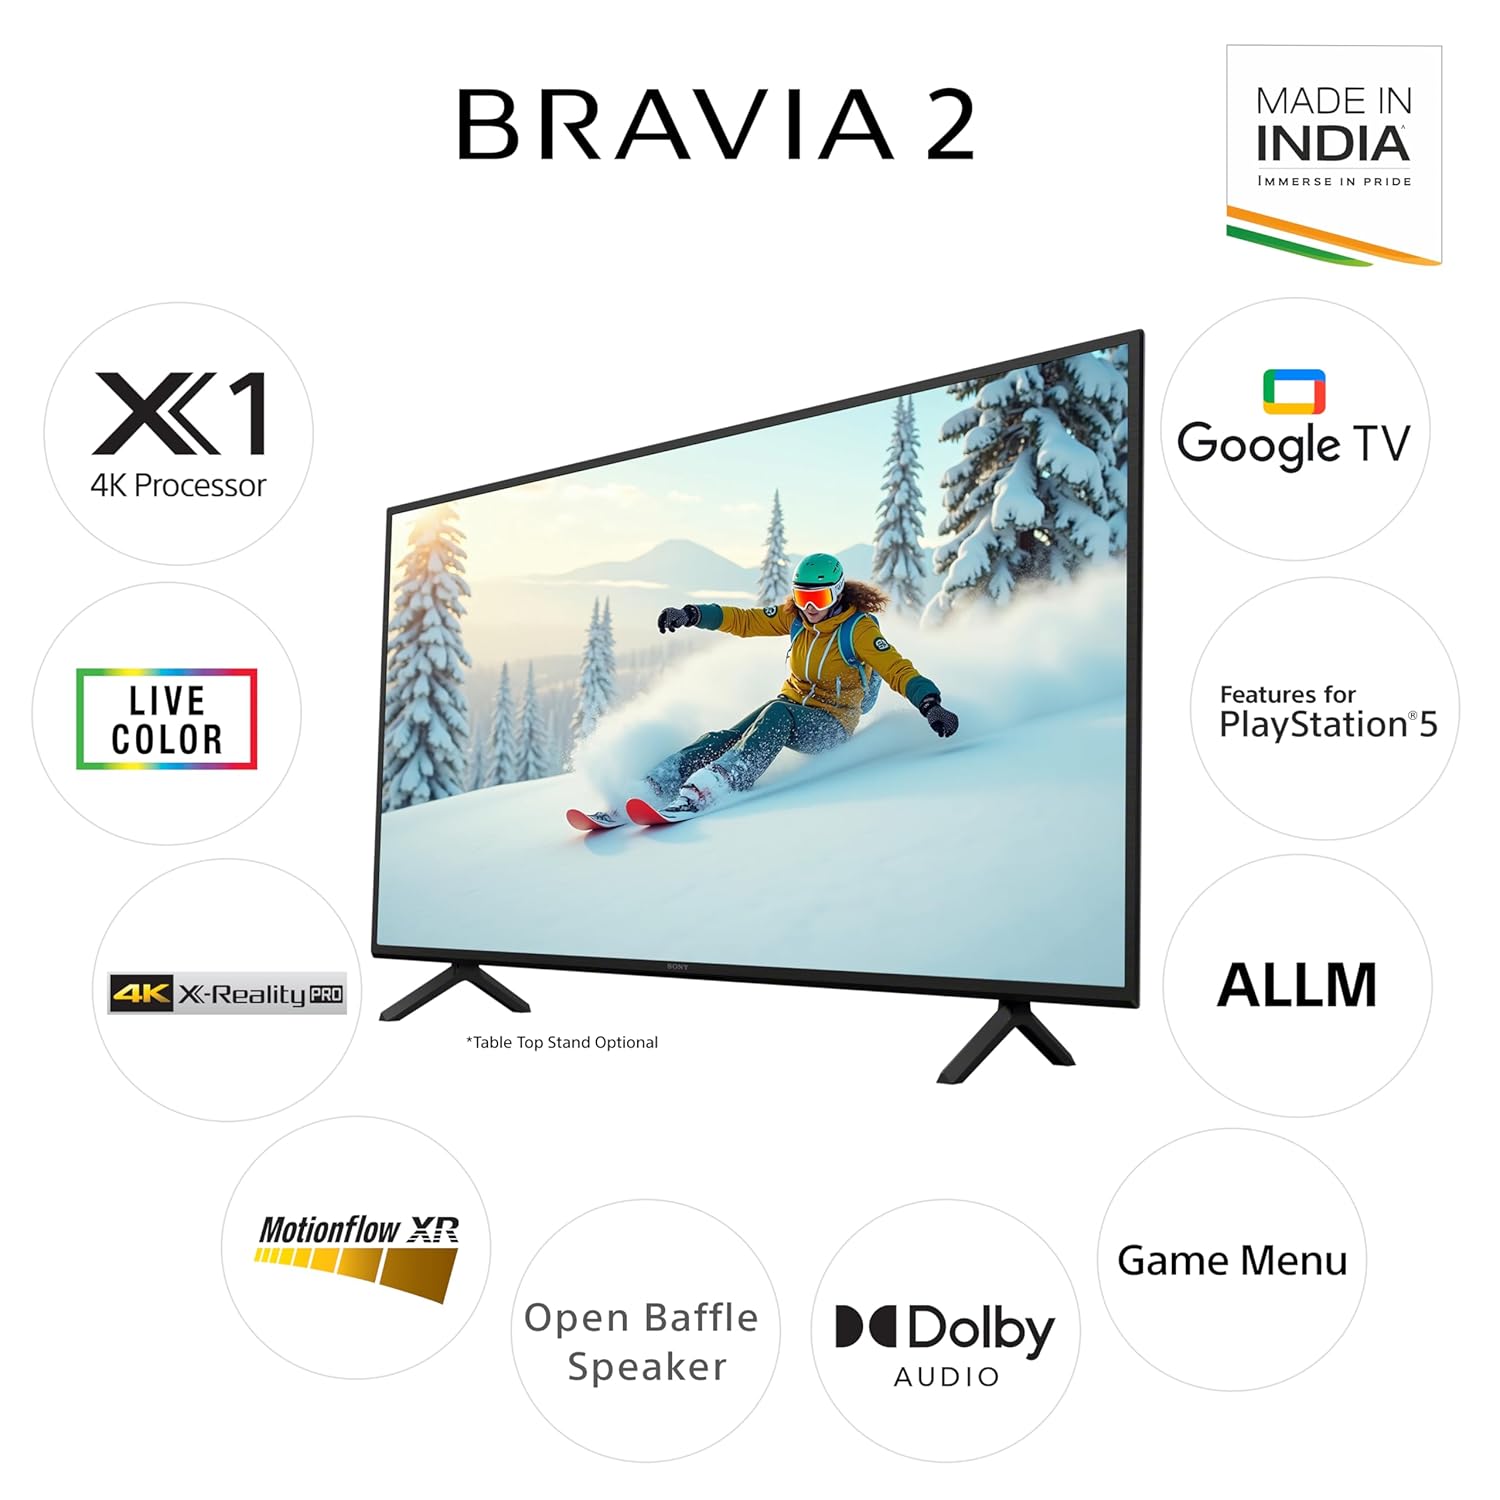 BRAVIA 2
MADE IN
INDIA
IMMERSE IN PRIDE
X1
4K Processor
Google TV
LIVE
COLOR
Features for
PlayStation®5
4K X-Reality PRO
ALLM
SONY
*Table Top Stand Optional
Motionflow XR
Game Menu
Open Baffle
Speaker
Dolby
AUDIO